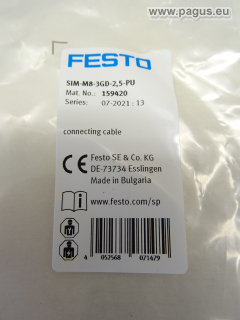 www.pagus.eu
FESTO
SIM-M8-3GD-2,5-PU
Mat. No.: 159420
Series: 07-2021 : 13
connecting cable
CE
Festo SE & Co. KG
DE-73734 Esslingen
Made in Bulgaria
www.festo.com/sp
4 052568 071479